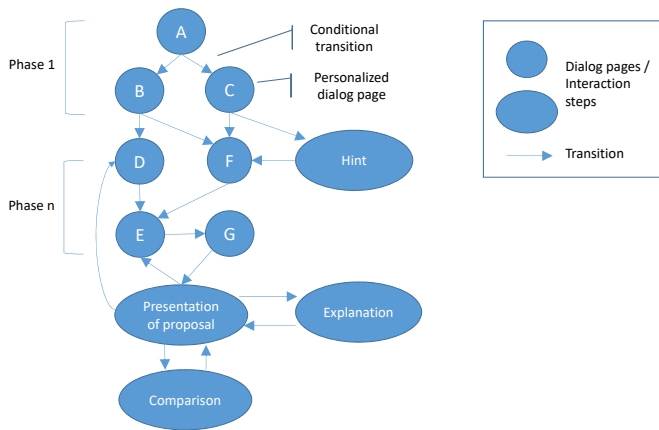 A
Conditional
transition
Phase 1
B
C
Personalized
dialog page
D
F
Hint
Phase n
E
G
Presentation
of proposal
Explanation
Comparison
Dialog pages /
Interaction
steps
Transition